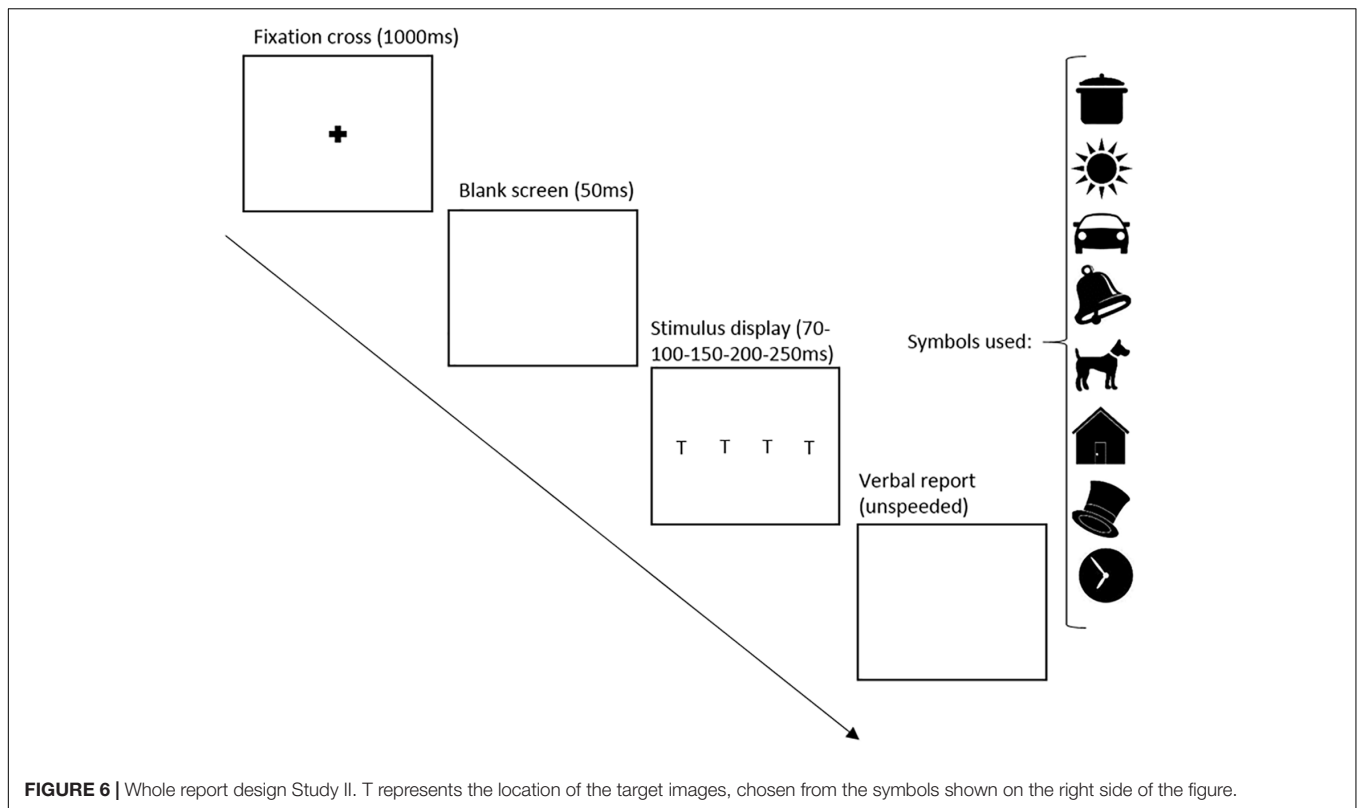 Fixation cross (1000ms)
Blank screen (50ms)
Stimulus display (70-
100-150-200-250ms)
T T T T
Symbols used:
Verbal report
(unspeeded)
FIGURE 6 | Whole report design Study II. T represents the location of the target images, chosen from the symbols shown on the right side of the figure.